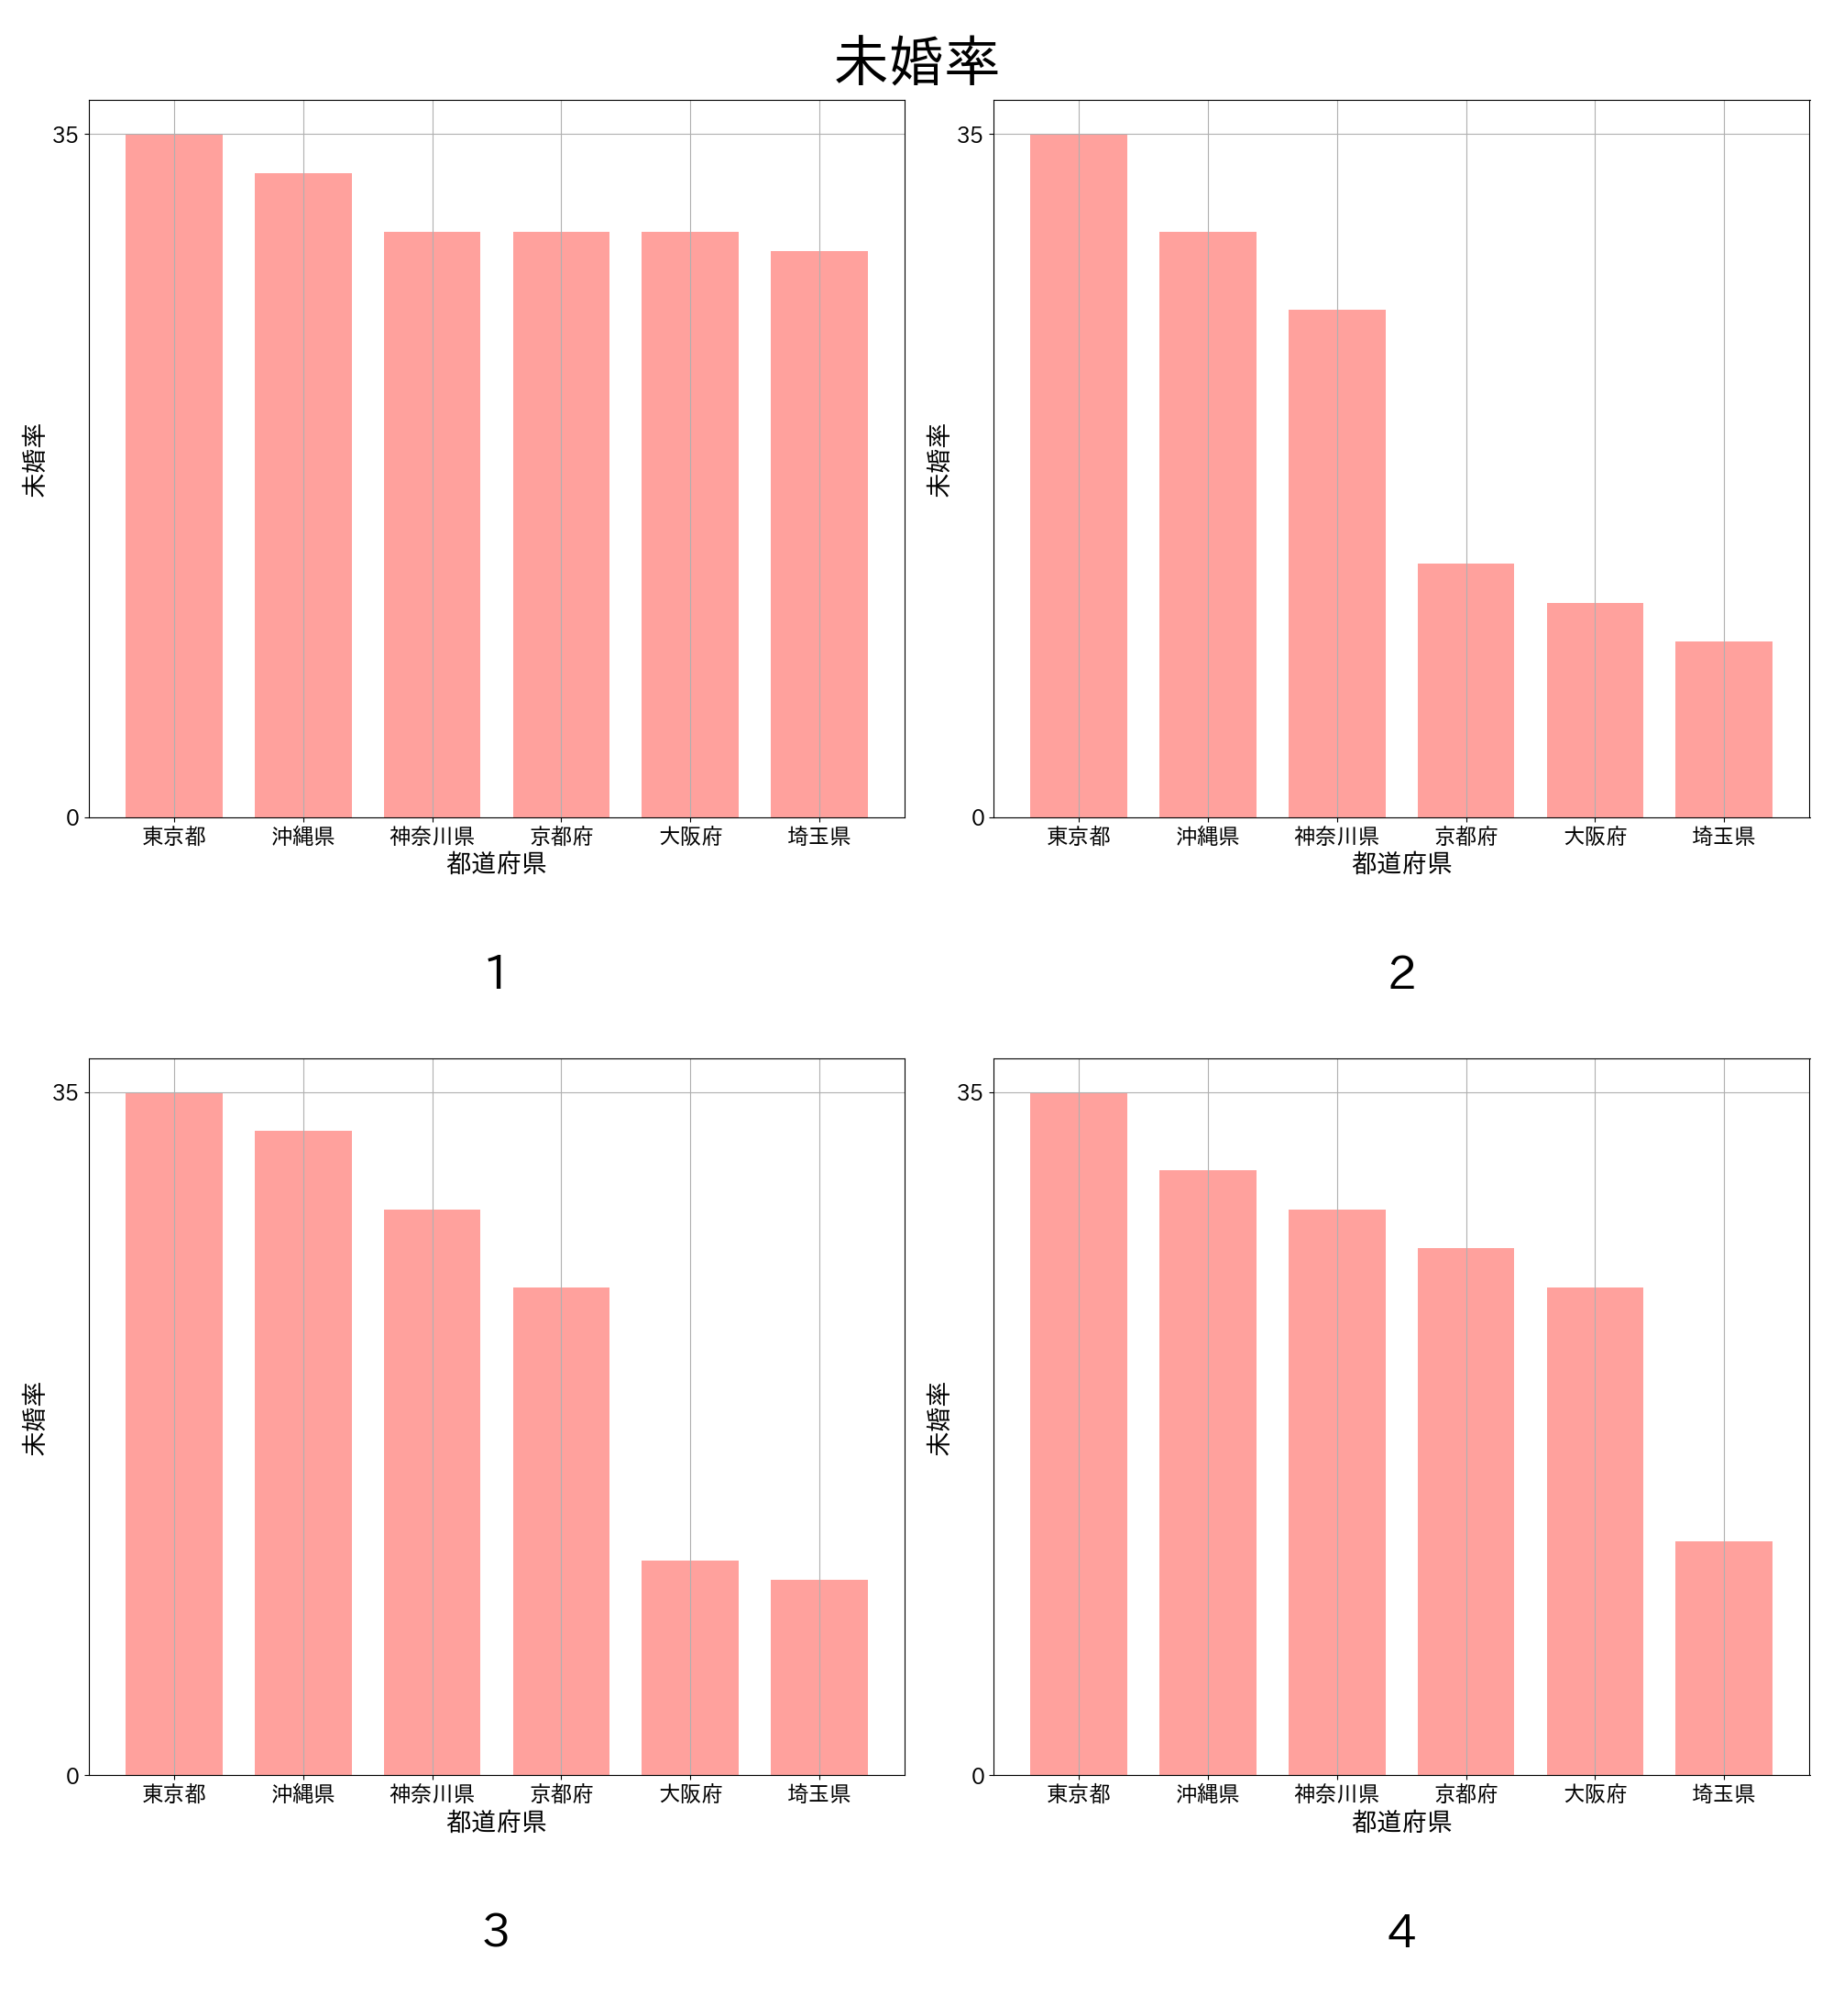 未婚率
35
0
未婚率
東京都 沖縄県 神奈川県 京都府 大阪府 埼玉県
都道府県
1
35
0
未婚率
東京都 沖縄県 神奈川県 京都府 大阪府 埼玉県
都道府県
2
35
0
未婚率
東京都 沖縄県 神奈川県 京都府 大阪府 埼玉県
都道府県
3
35
0
未婚率
東京都 沖縄県 神奈川県 京都府 大阪府 埼玉県
都道府県
4